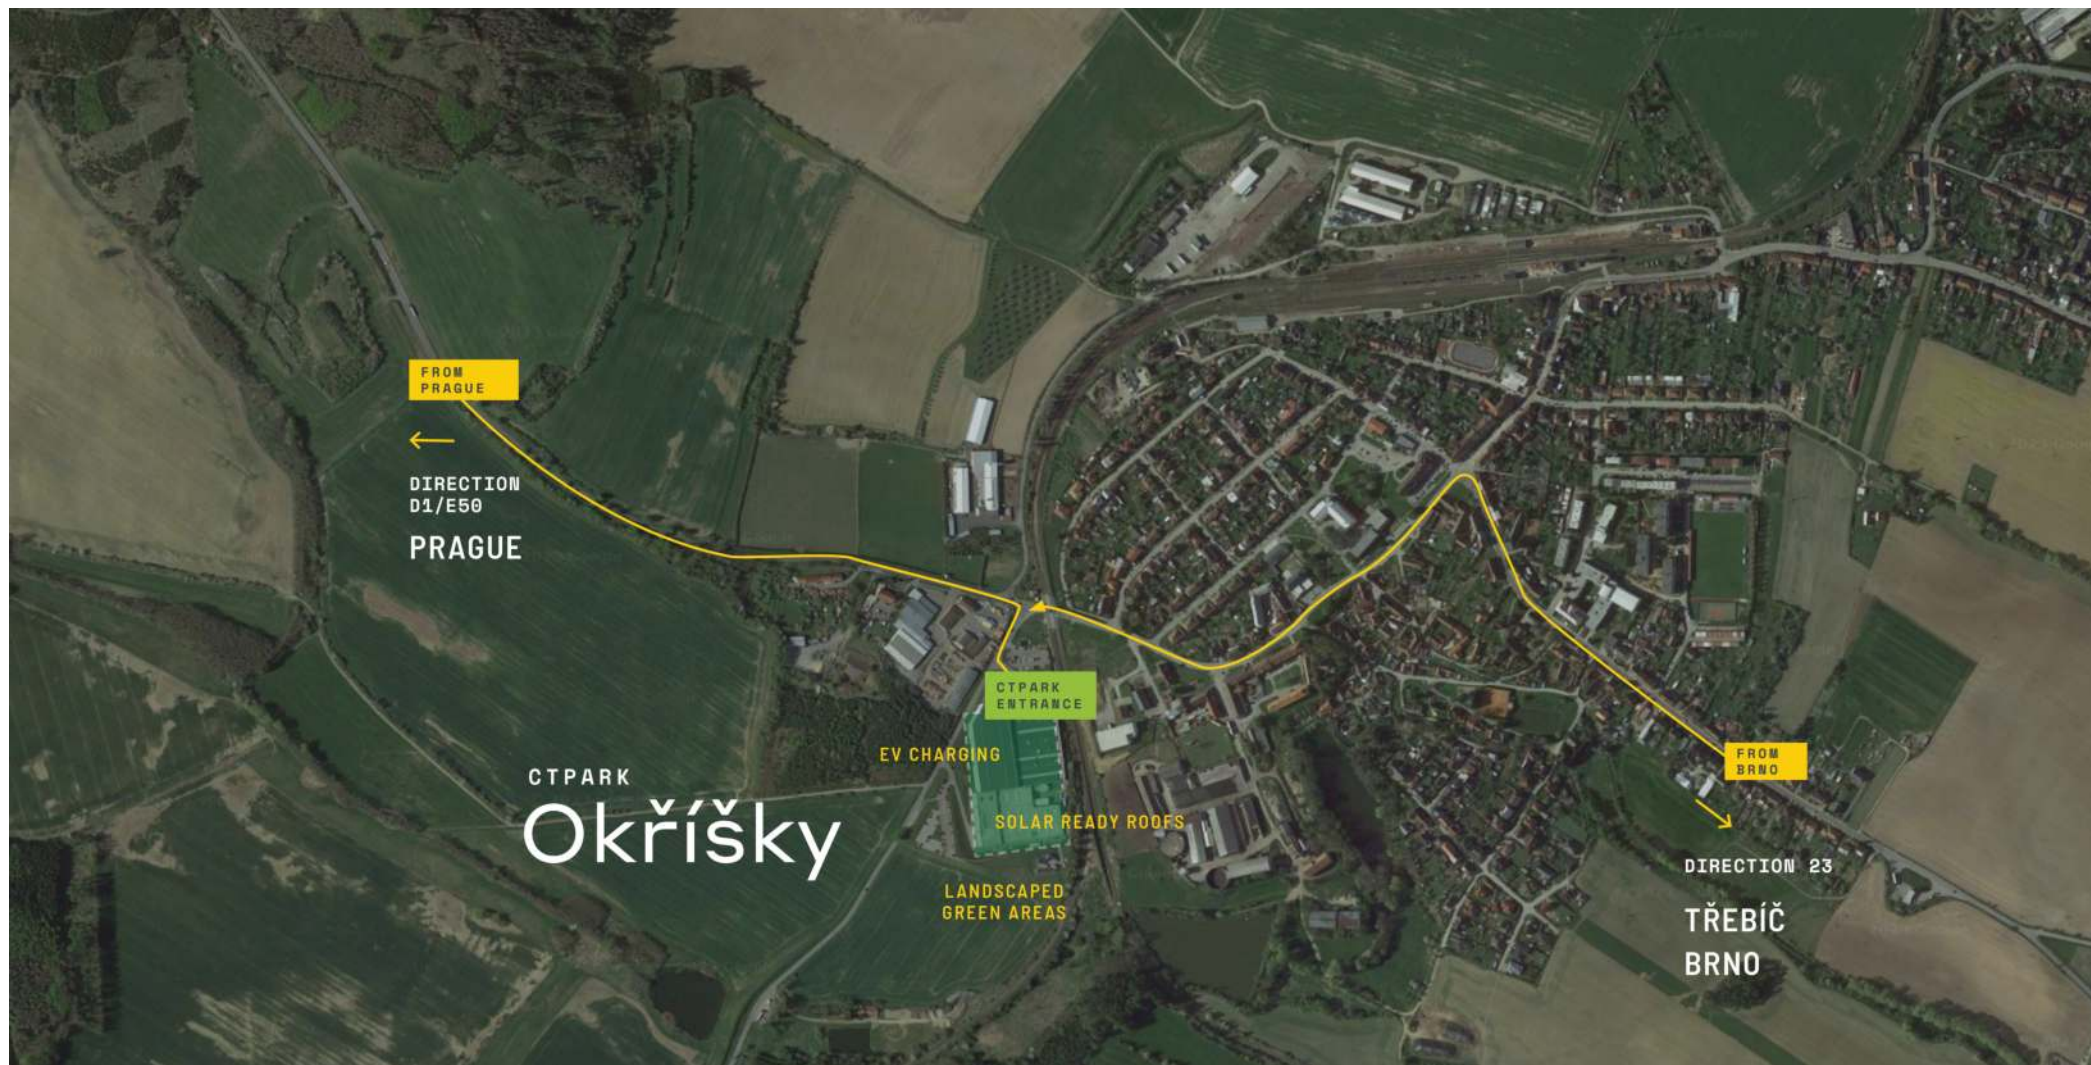 FROM
PRAGUE
DIRECTION
D1/E50
PRAGUE
CTPARK
ENTRANCE
EV CHARGING
CTPARK
Okříšky
SOLAR READY ROOFS
LANDSCAPED
GREEN AREAS
FROM
BRNO
DIRECTION 23
TŘEBÍČ
BRNO